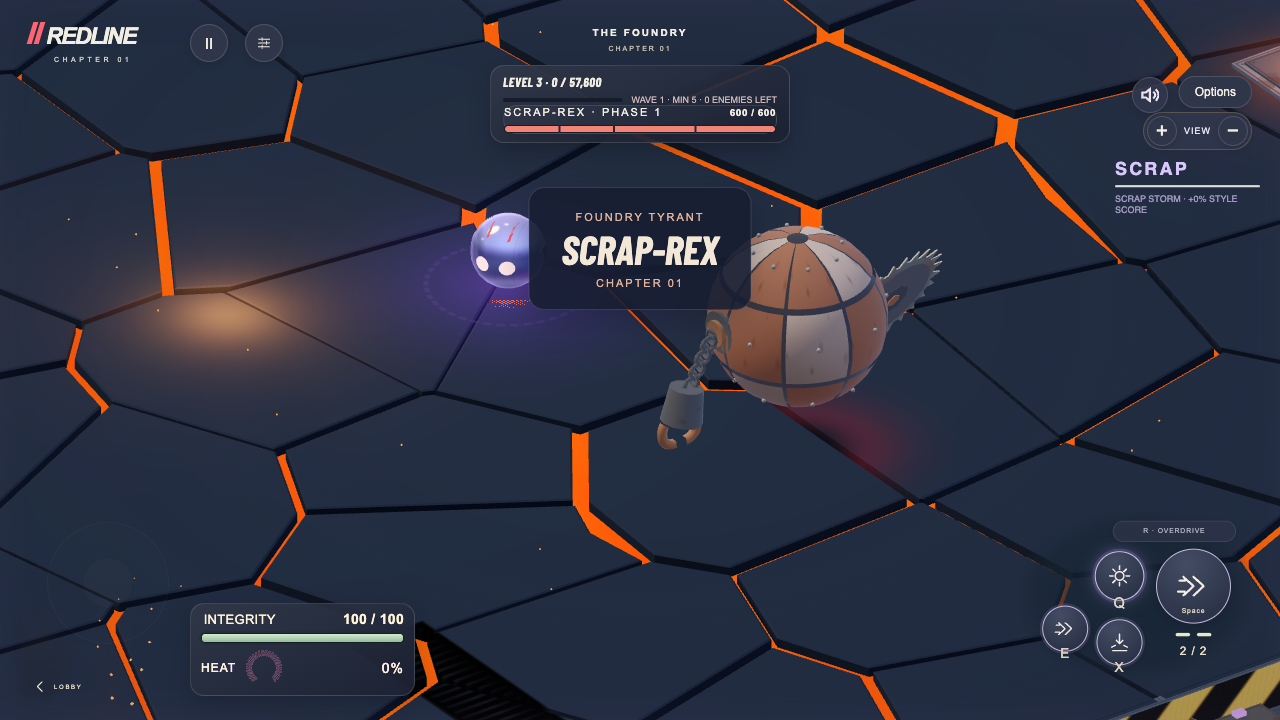 REDLINE
CHAPTER 01
THE FOUNDRY
CHAPTER 01
LEVEL 3 · 0 / 57,600
WAVE 1 · MIN 5 · 0 ENEMIES LEFT
SCRAP-REX · PHASE 1
600 / 600
Options
VIEW
SCRAP
SCRAP STORM · +0% STYLE
SCORE
FOUNDRY TYRANT
SCRAP-REX
CHAPTER 01
R · OVERDRIVE
Q
Space
E
X
2 / 2
INTEGRITY
100 / 100
HEAT
0%
LOBBY